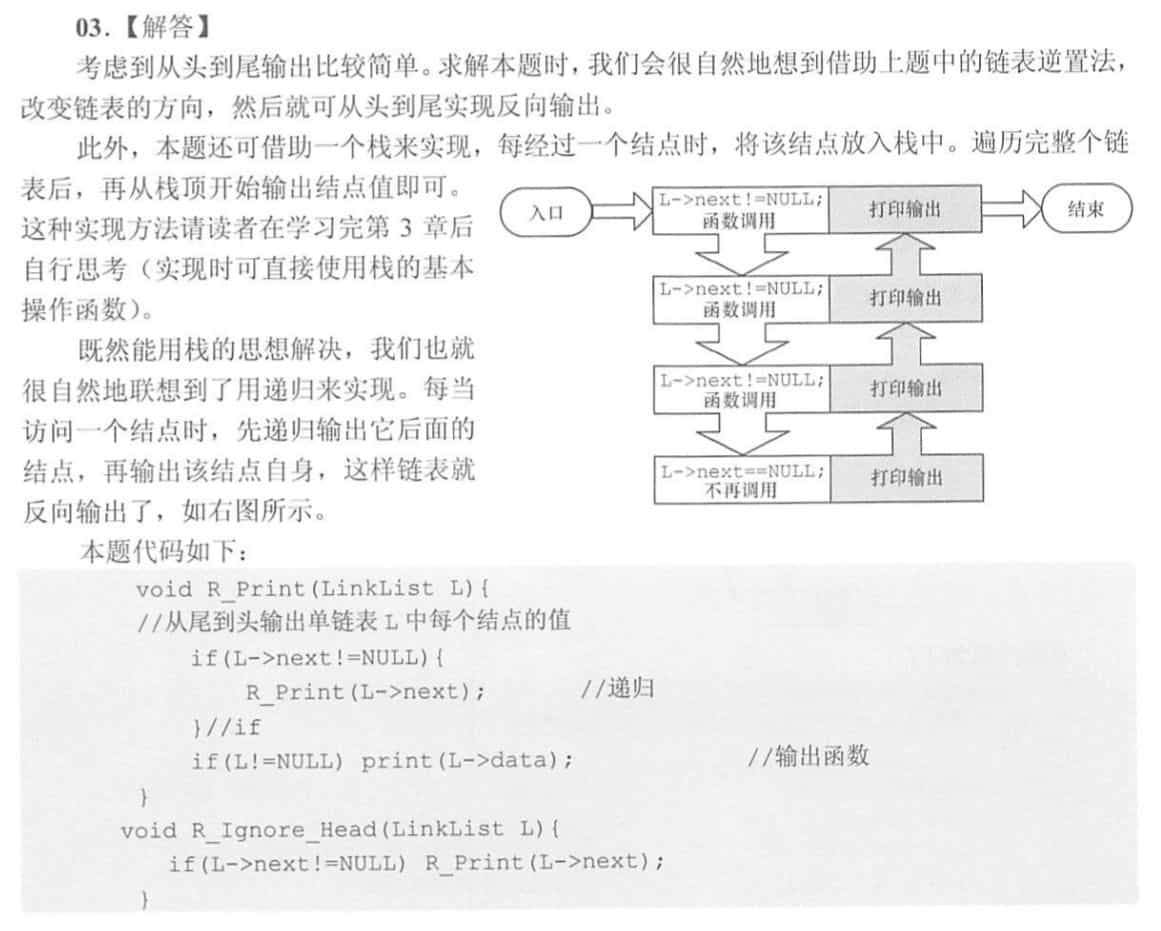 03.【解答】
考虑到从头到尾输出比较简单。求解本题时，我们会很自然地想到借助上题中的链表逆置法，
改变链表的方向，然后就可从头到尾实现反向输出。
此外，本题还可借助一个栈来实现，每经过一个结点时，将该结点放入栈中。遍历完整个链
表后，再从栈顶开始输出结点值即可。
这种实现方法请读者在学习完第 3 章后
自行思考（实现时可直接使用栈的基本
操作函数）。
既然能用栈的思想解决，我们也就
很自然地联想到了用递归来实现。每当
访问一个结点时，先递归输出它后面的
结点，再输出该结点自身，这样链表就
反向输出了，如右图所示。
入口
L->next!=NULL;
函数调用
打印输出
结束
L->next!=NULL;
函数调用
打印输出
L->next!=NULL;
函数调用
打印输出
L->next==NULL;
不再调用
打印输出
本题代码如下：
void R_Print(LinkList L){
//从尾到头输出单链表 L 中每个结点的值
if(L->next!=NULL){
R_Print(L->next); //递归
}//if
if(L!=NULL) print(L->data); //输出函数
}
void R_Ignore_Head(LinkList L){
if(L->next!=NULL) R_Print(L->next);
}